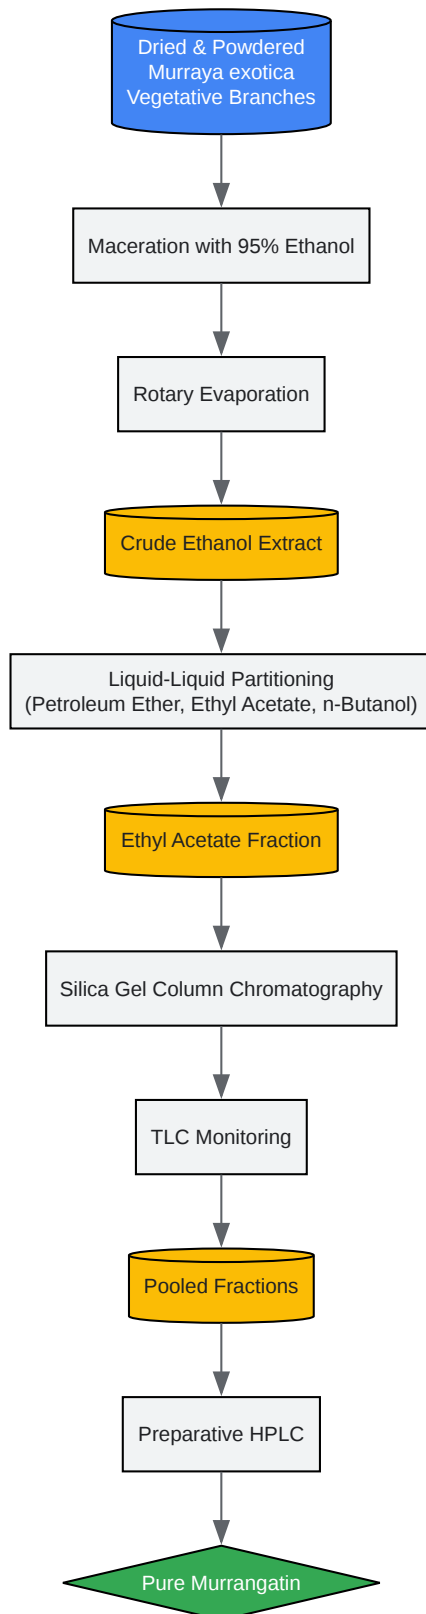 Dried & Powdered
Murraya exotica
Vegetative Branches
Maceration with 95% Ethanol
Rotary Evaporation
Crude Ethanol Extract
Liquid-Liquid Partitioning
(Petroleum Ether, Ethyl Acetate, n-Butanol)
Ethyl Acetate Fraction
Silica Gel Column Chromatography
TLC Monitoring
Pooled Fractions
Preparative HPLC
Pure Murrangatin